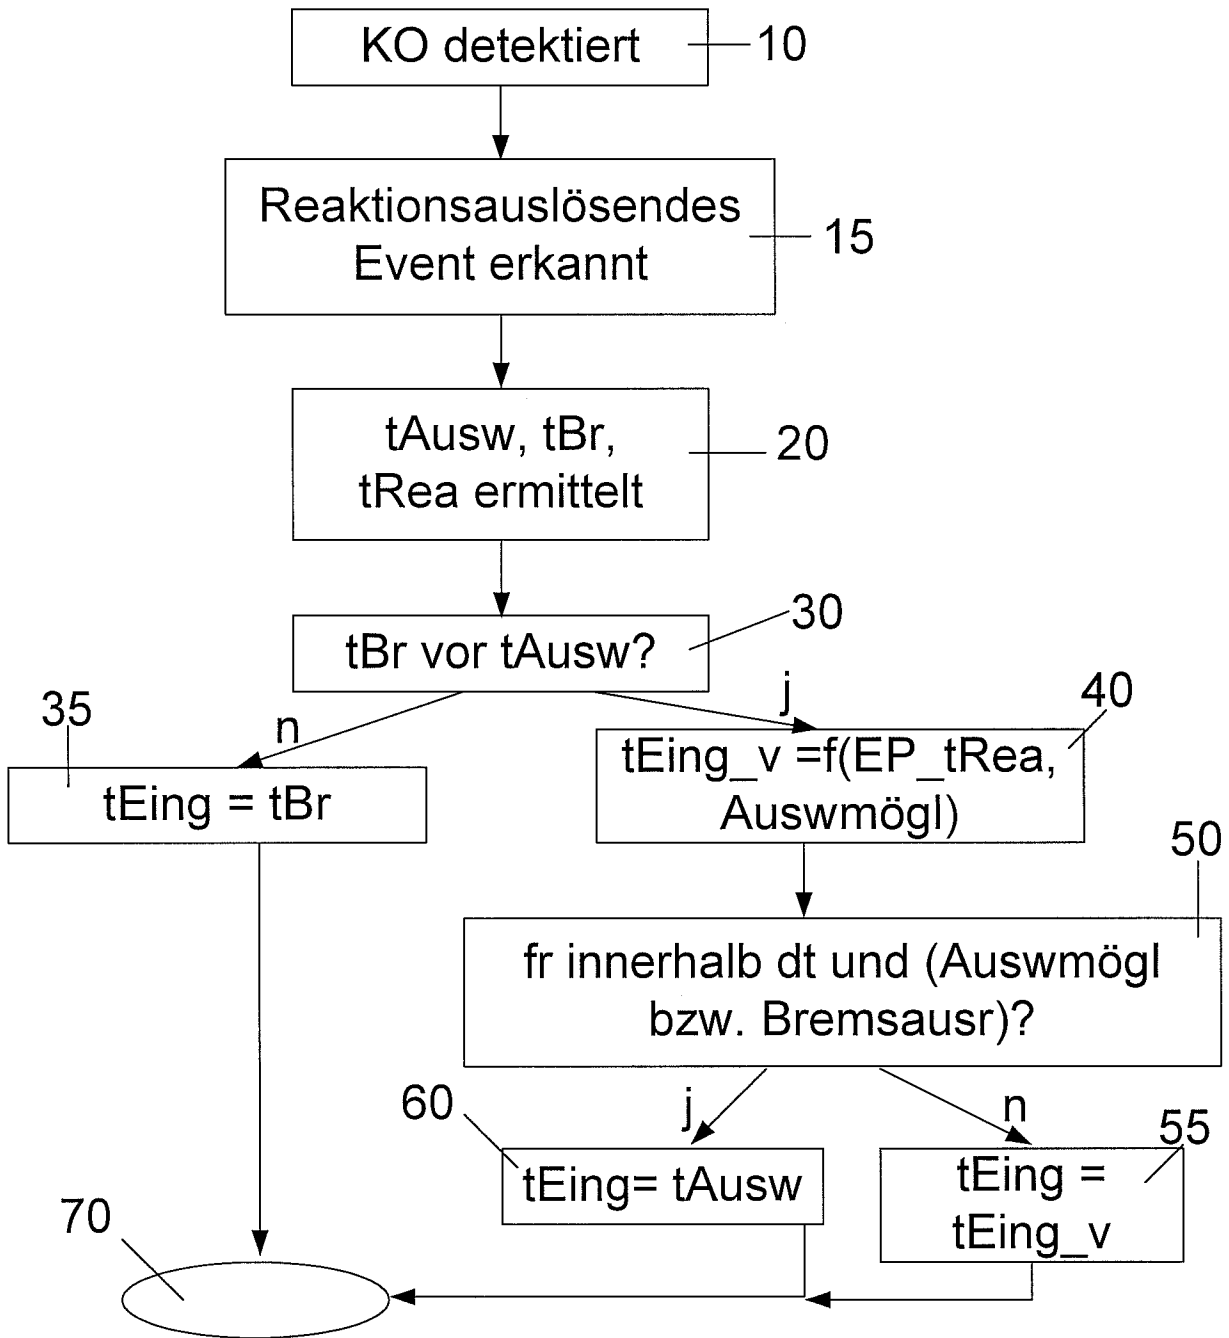 KO detektiert
10
Reaktionsauslösendes
Event erkannt
15
tAusw, tBr,
tRea ermittelt
20
tBr vor tAusw?
30
n
j
35
tEing = tBr
40
tEing_v =f(EP_tRea,
Auswmögl)
50
fr innerhalb dt und (Auswmögl
bzw. Bremsausr)?
j
n
60
tEing= tAusw
55
tEing =
tEing_v
70